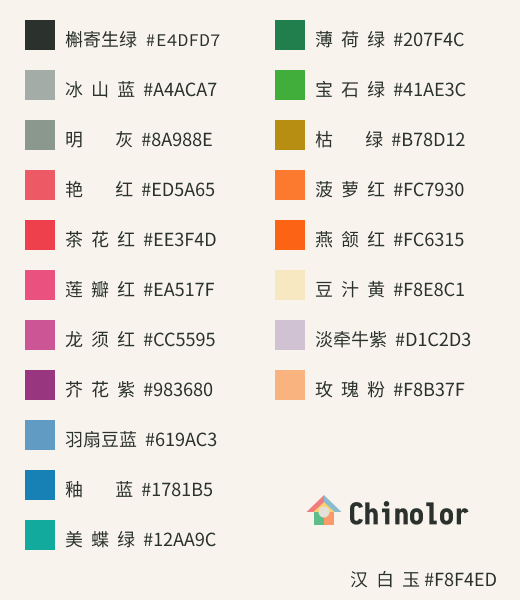 槲寄生绿 #E4DFD7
冰山蓝 #A4ACA7
明灰 #8A988E
艳红 #ED5A65
茶花红 #EE3F4D
莲瓣红 #EA517F
龙须红 #CC5595
芥花紫 #983680
羽扇豆蓝 #619AC3
釉蓝 #1781B5
美蝶绿 #12AA9C
薄荷绿 #207F4C
宝石绿 #41AE3C
枯绿 #B78D12
菠萝红 #FC7930
燕颔红 #FC6315
豆汁黄 #F8E8C1
淡牵牛紫 #D1C2D3
玫瑰粉 #F8B37F
Chinolor
汉白玉 #F8F4ED